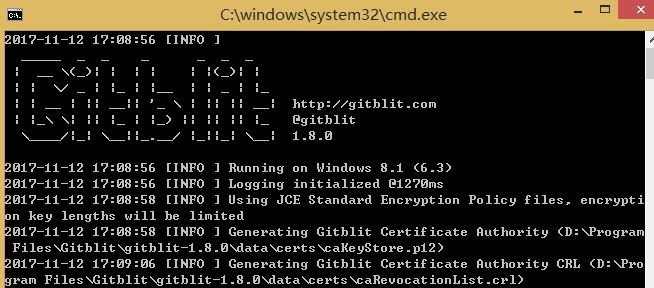 C:\windows\system32\cmd.exe
2017-11-12 17:08:56 [INFO ]
http://gitblit.com
@gitblit
1.8.0
2017-11-12 17:08:56 [INFO ] Running on Windows 8.1 (6.3)
2017-11-12 17:08:56 [INFO ] Logging initialized @1270ms
2017-11-12 17:08:58 [INFO ] Using JCE Standard Encryption Policy files, encrypti
on key lengths will be limited
2017-11-12 17:08:58 [INFO ] Generating Gitblit Certificate Authority (D:\Program
 Files\Gitblit\gitblit-1.8.0\data\certs\caKeyStore.p12)
2017-11-12 17:09:06 [INFO ] Generating Gitblit Certificate Authority CRL (D:\Pro
gram Files\Gitblit\gitblit-1.8.0\data\certs\caRevocationList.crl)